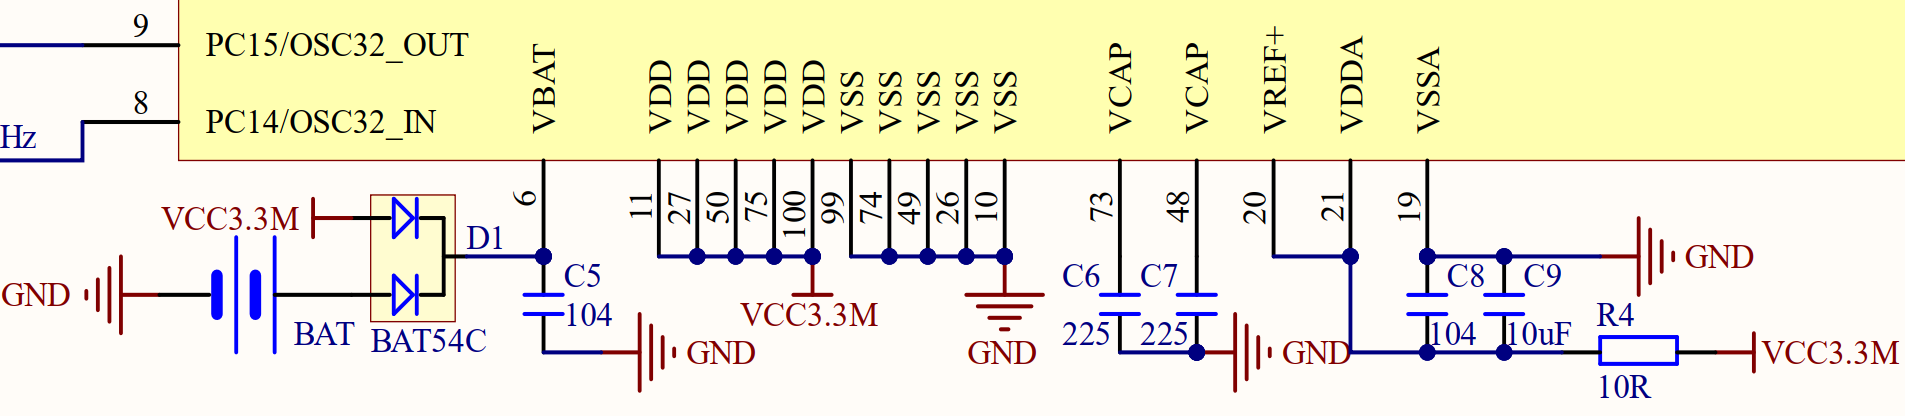 9
PC15/OSC32_OUT
8
PC14/OSC32_IN
Hz
VBAT
VDD
VDD
VDD
VDD
VDD
VSS
VSS
VSS
VSS
VSS
VCAP
VCAP
VREF+
VDDA
VSSA
6
11
27
50
75
100
99
74
49
26
10
73
48
20
21
19
VCC3.3M
D1
GND
BAT
BAT54C
C5
104
GND
VCC3.3M
GND
C6
225
C7
225
GND
C8
104
C9
10uF
GND
R4
10R
VCC3.3M